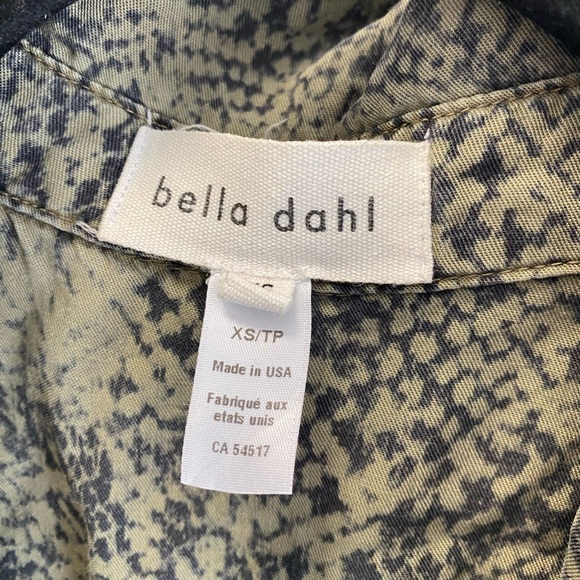 bella dahl
XS/TP
Made in USA
Fabriqué aux
etats unis
CA 54517